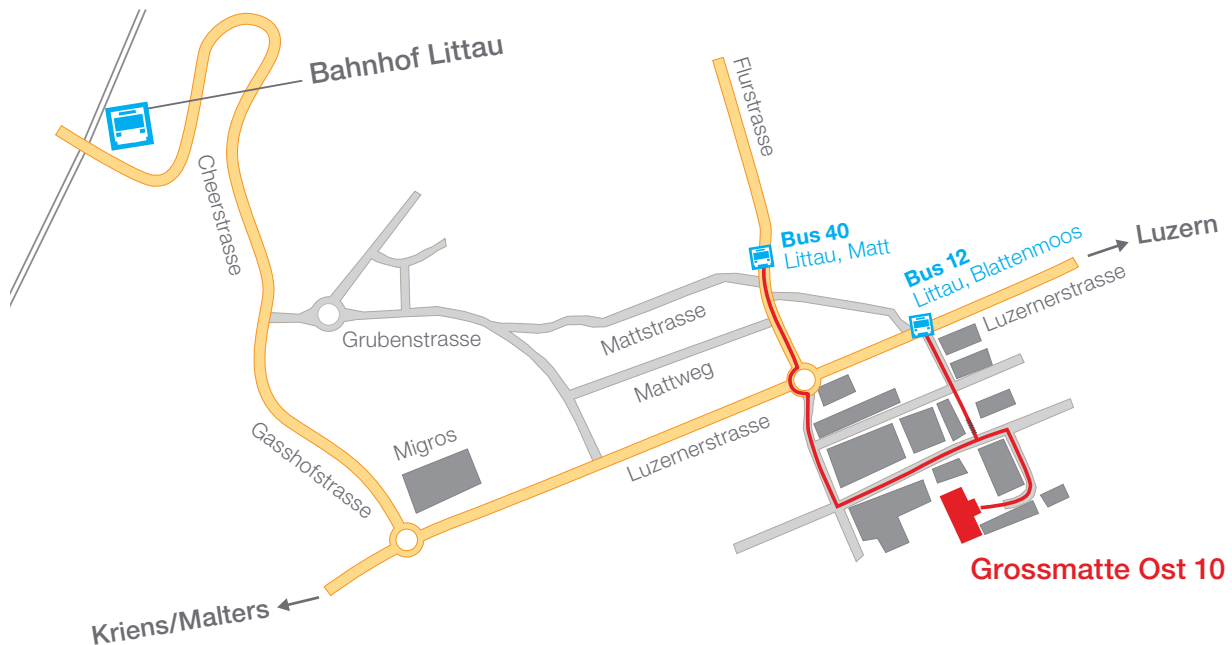 Bahnhof Littau
Flurstrasse
Cheerstrasse
Bus 40
Littau, Matt
Bus 12
Littau, Blattenmoos
Luzern
Luzernerstrasse
Grubenstrasse
Mattstrasse
Mattweg
Gasshofstrasse
Migros
Luzernerstrasse
Grossmatte Ost 10
Kriens/Malters